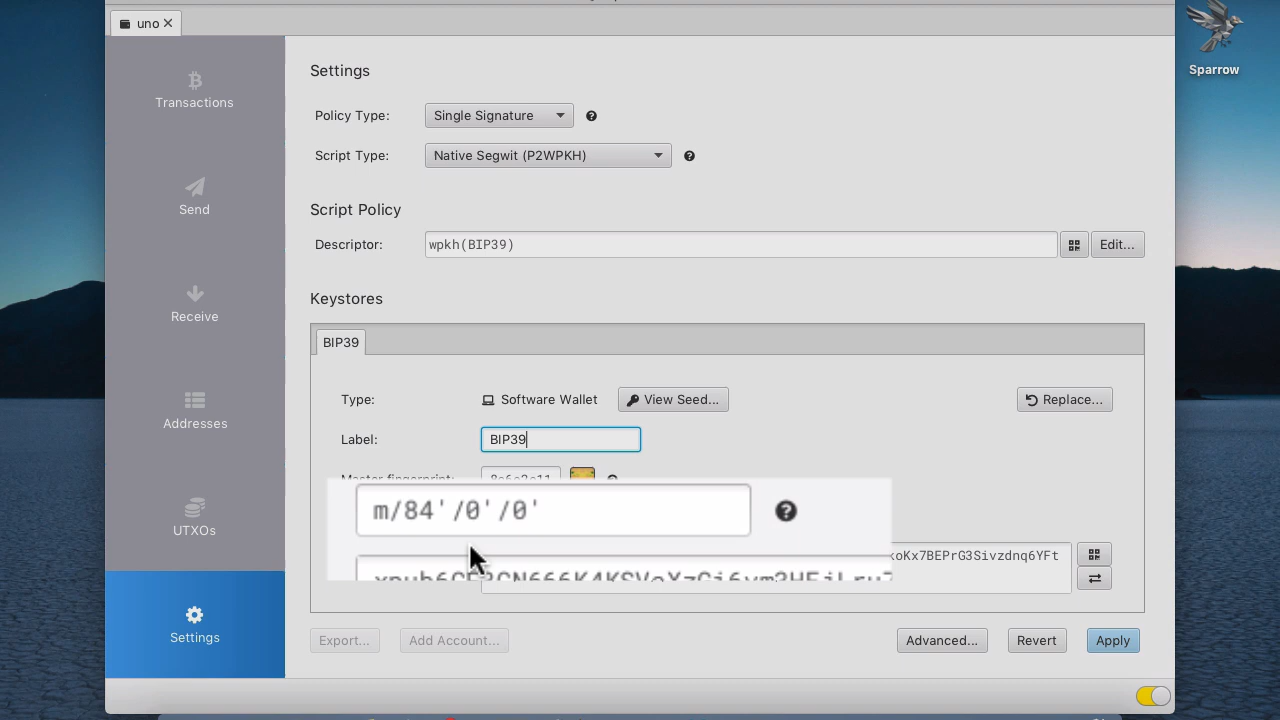 uno
Sparrow
Transactions
Send
Receive
Addresses
UTXOs
Settings
Settings
Policy Type: Single Signature
Script Type: Native Segwit (P2WPKH)
Script Policy
Descriptor: wpkh(BIP39) Edit...
Keystores
BIP39
Type: Software Wallet View Seed... Replace...
Label: BIP39
Master fingerprint:
m/84'/0'/0'
koKx7BEPrG3Sivzdnq6YFt
Export... Add Account... Advanced... Revert Apply